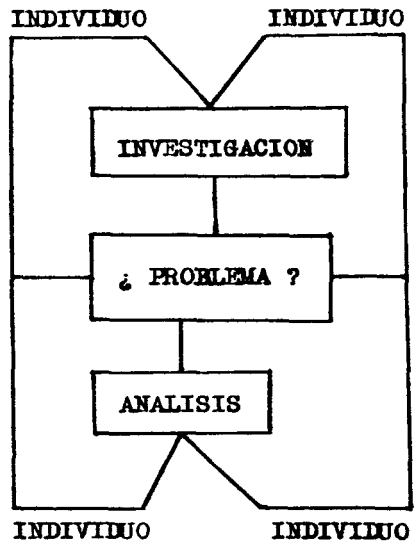 INDIVIDUO INDIVIDUO
INVESTIGACION
¿ PROBLEMA ?
ANALISIS
INDIVIDUO INDIVIDUO